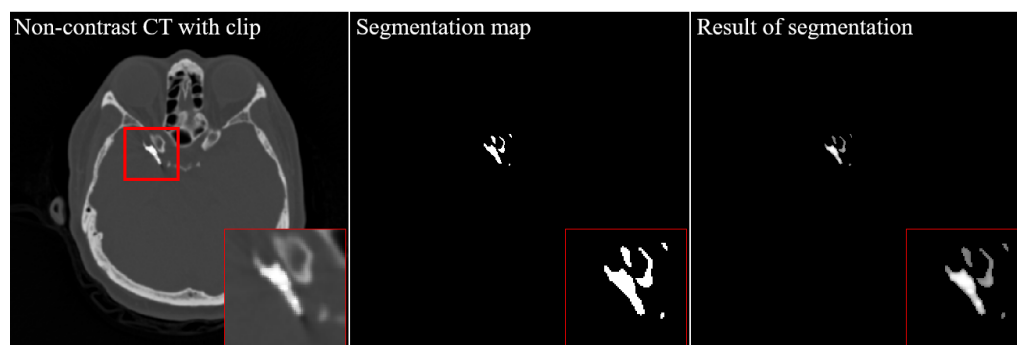 Non-contrast CT with clip
Segmentation map
Result of segmentation